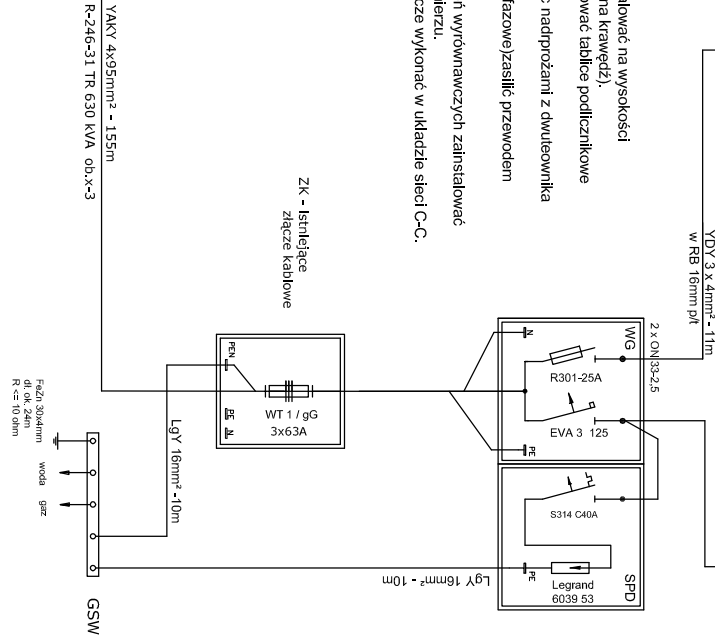 alować na wysokości
na krawędź).
ować tablice podlicznikowe
ć nadrprożami z dwuteownika
fazowe)zasilić przewodem
ń wyrównawczych zainstalować
ierzu.
cze wykonać w układzie sieci C-C.
YDY 3 x 4mm² - 11m
w RB 16mm p/t
2 x ON 33-2,5
WG
N
R301-25A
EVA 3 125
PE
S314 C40A
SPD
PE
Legrand
6039 53
LgY 16mm² - 10m
ZK - Istniejące
złącze kablowe
PEN
WT 1 / gG
3x63A
PE
N
YAKY 4x95mm² - 155m
R-246-31 TR 630 kVA ob.x-3
LgY 16mm² -10m
FeZn 30x4mm
dł. ok. 24m
R <= 10 ohm
woda
gaz
GSW